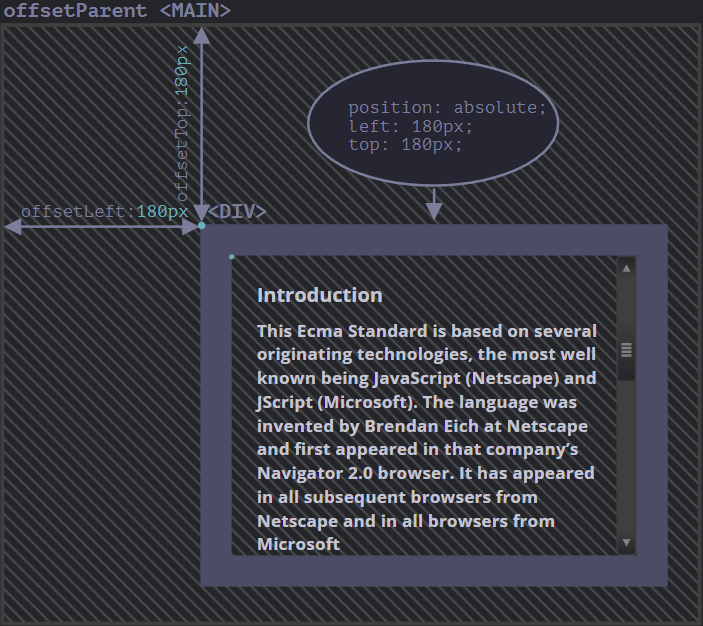 offsetParent <MAIN>
offsetTop:180px
position: absolute;
left: 180px;
top: 180px;
offsetLeft:180px
<DIV>
Introduction
This Ecma Standard is based on several
originating technologies, the most well
known being JavaScript (Netscape) and
JScript (Microsoft). The language was
invented by Brendan Eich at Netscape
and first appeared in that company’s
Navigator 2.0 browser. It has appeared
in all subsequent browsers from
Netscape and in all browsers from
Microsoft